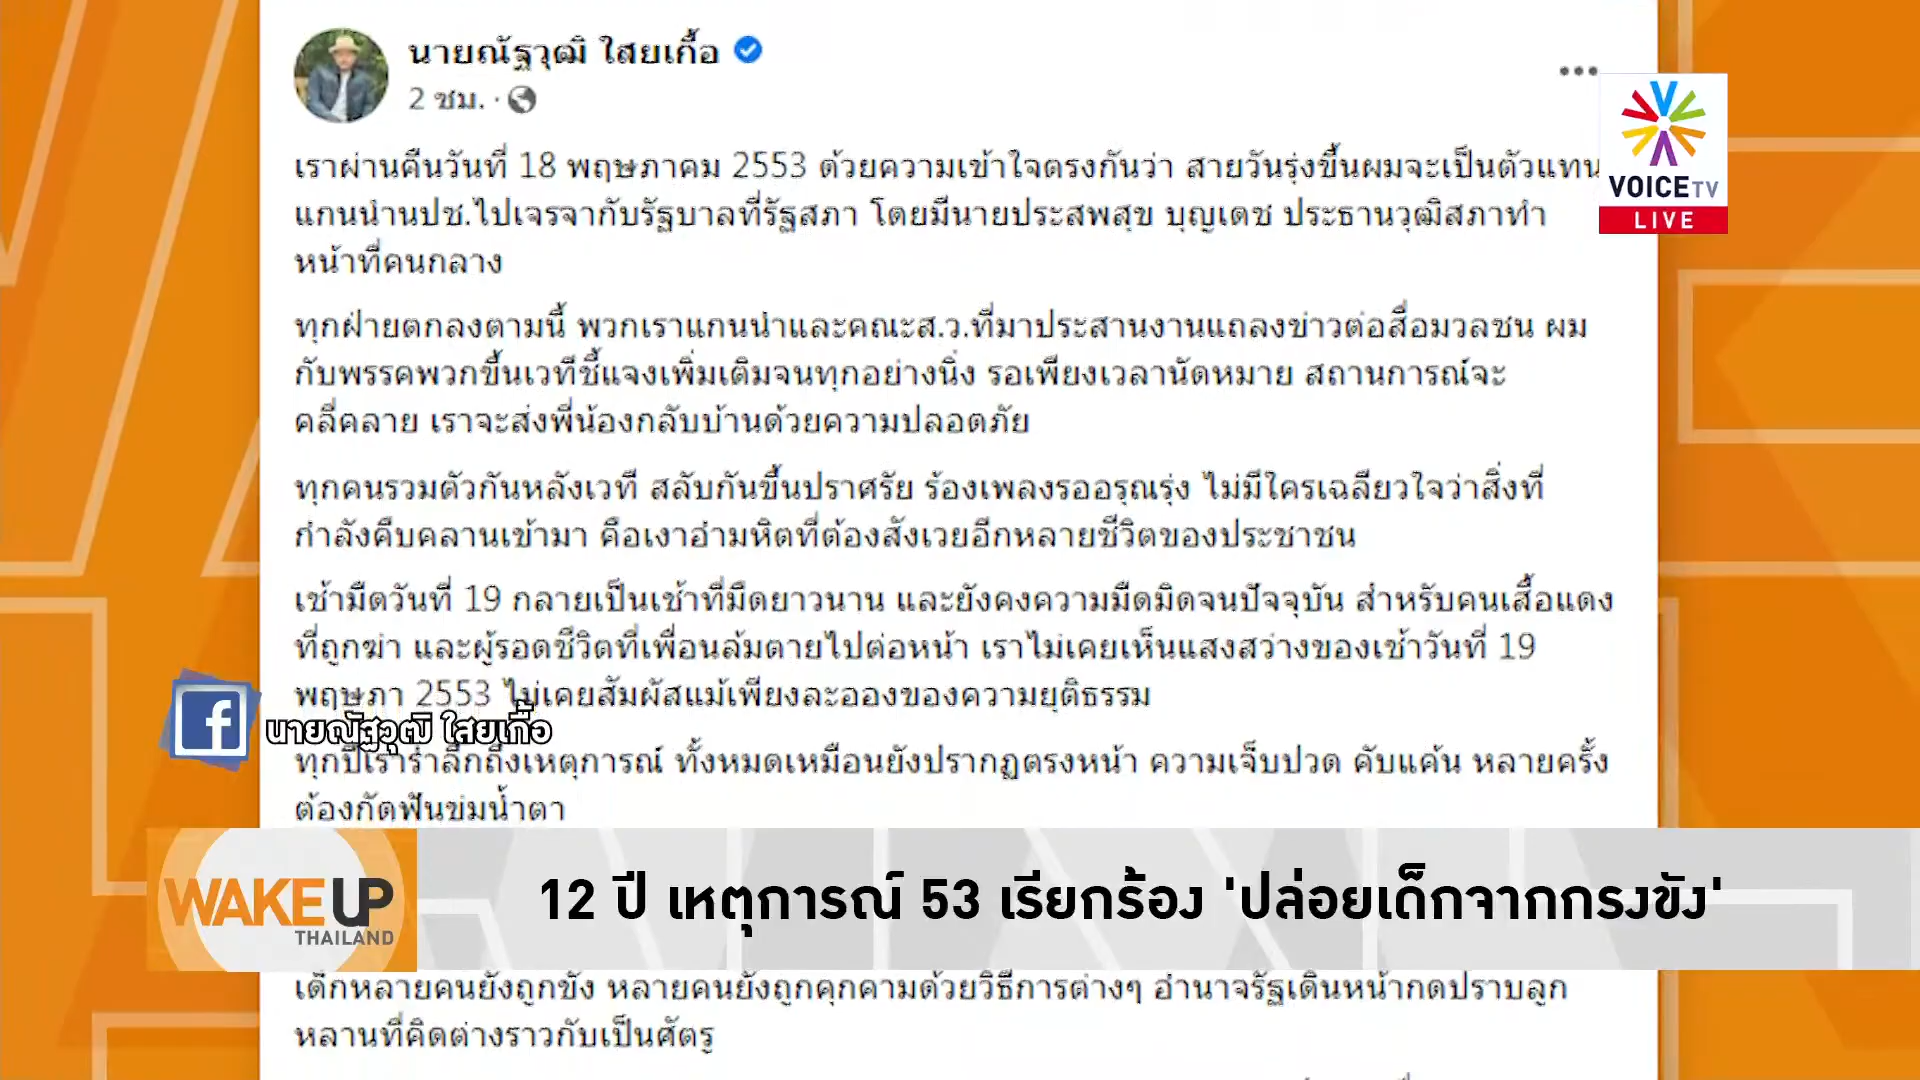 นายณัฐวุฒิ ใสยเกื้อ
2 ชม. ·
VOICE TV
LIVE
เราผ่านคืนวันที่ 18 พฤษภาคม 2553 ด้วยความเข้าใจตรงกันว่า สายวันรุ่งขึ้นผมจะเป็นตัวแทน
แกนนำนปช.ไปเจรจากับรัฐบาลที่รัฐสภา โดยมีนายประสพสุข บุญเดช ประธานวุฒิสภาทำ
หน้าที่คนกลาง
ทุกฝ่ายตกลงตามนี้ พวกเราแกนนำและคณะส.ว.ที่มาประสานงานแถลงข่าวต่อสื่อมวลชน ผม
กับพรรคพวกขึ้นเวทีชี้แจงเพิ่มเติมจนทุกอย่างนิ่ง รอเพียงเวลานัดหมาย สถานการณ์จะ
คลี่คลาย เราจะส่งพี่น้องกลับบ้านด้วยความปลอดภัย
ทุกคนรวมตัวกันหลังเวที สลับกันขึ้นปราศรัย ร้องเพลงรออรุณรุ่ง ไม่มีใครเฉลียวใจว่าสิ่งที่
กำลังคืบคลานเข้ามา คือเงาอำมหิตที่ต้องสังเวยอีกหลายชีวิตของประชาชน
เช้ามืดวันที่ 19 กลายเป็นเช้าที่มืดยาวนาน และยังคงความมืดมิดจนปัจจุบัน สำหรับคนเสื้อแดง
ที่ถูกฆ่า และผู้รอดชีวิตที่เพื่อนล้มตายไปต่อหน้า เราไม่เคยเห็นแสงสว่างของเช้าวันที่ 19
พฤษภา 2553 ไม่เคยสัมผัสแม้เพียงละอองของความยุติธรรม
นายณัฐวุฒิ ใสยเกื้อ
ทุกปีเรารำลึกถึงเหตุการณ์ ทั้งหมดเหมือนยังปรากฏตรงหน้า ความเจ็บปวด คับแค้น หลายครั้ง
ต้องกัดฟันข่มน้ำตา
WAKE UP
THAILAND
12 ปี เหตุการณ์ 53 เรียกร้อง 'ปล่อยเด็กจากกรงขัง'
เด็กหลายคนยังถูกขัง หลายคนยังถูกคุกคามด้วยวิธีการต่างๆ อำนาจรัฐเดินหน้ากดปราบลูก
หลานที่คิดต่างราวกับเป็นศัตรู